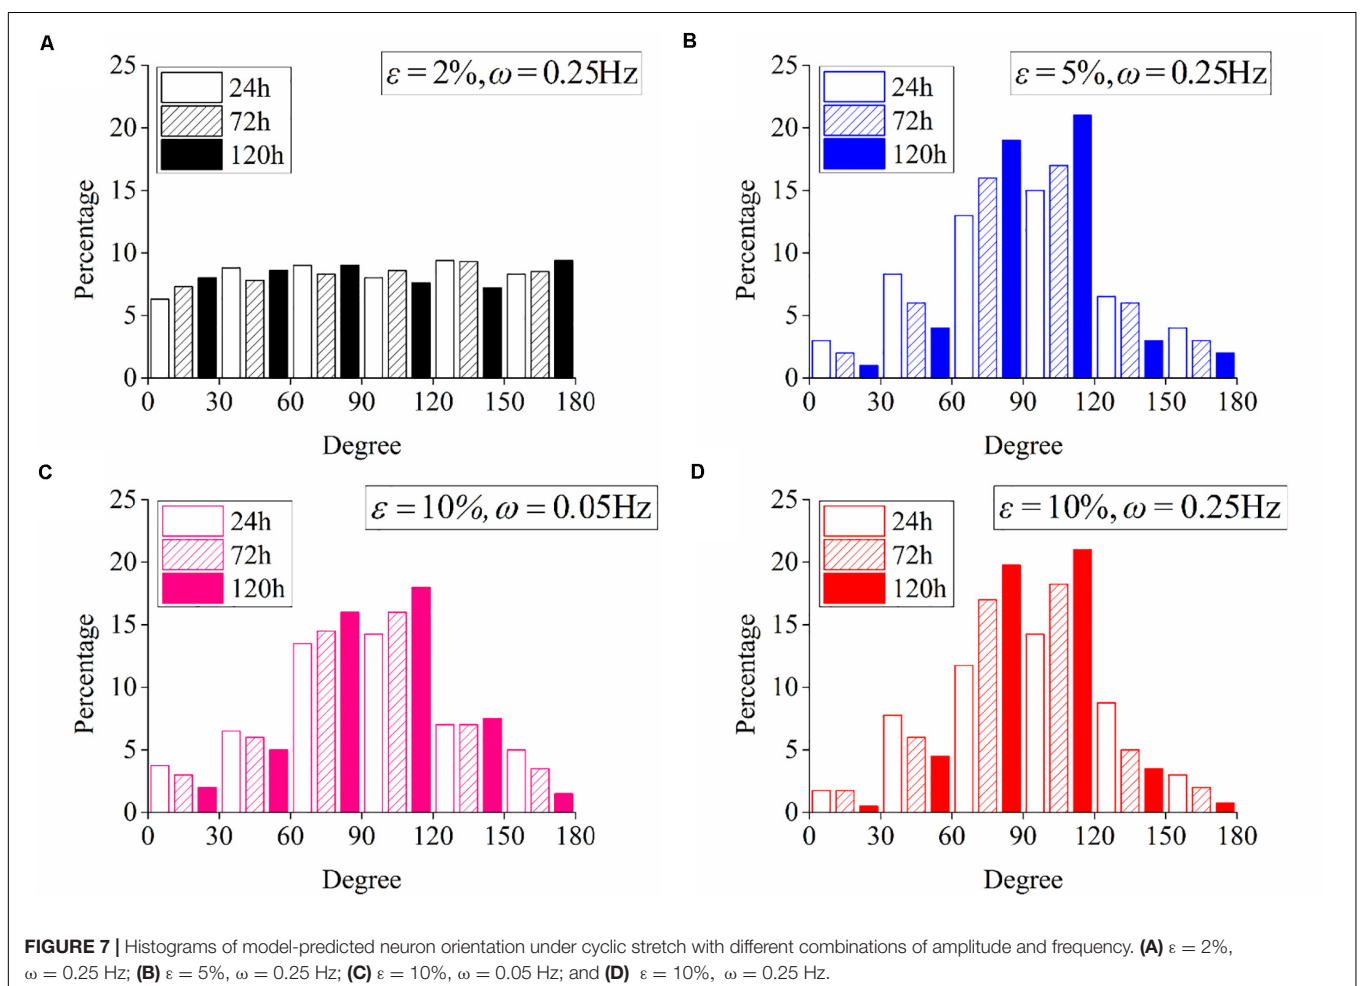 A
ε = 2%, ω = 0.25Hz
24h
72h
120h
25
20
15
10
5
0
Percentage
0 30 60 90 120 150 180
Degree
B
ε = 5%, ω = 0.25Hz
24h
72h
120h
25
20
15
10
5
0
Percentage
0 30 60 90 120 150 180
Degree
C
ε = 10%, ω = 0.05Hz
24h
72h
120h
25
20
15
10
5
0
Percentage
0 30 60 90 120 150 180
Degree
D
ε = 10%, ω = 0.25Hz
24h
72h
120h
25
20
15
10
5
0
Percentage
0 30 60 90 120 150 180
Degree
FIGURE 7 | Histograms of model-predicted neuron orientation under cyclic stretch with different combinations of amplitude and frequency. (A) ε = 2%,
ω = 0.25 Hz; (B) ε = 5%, ω = 0.25 Hz; (C) ε = 10%, ω = 0.05 Hz; and (D) ε = 10%, ω = 0.25 Hz.